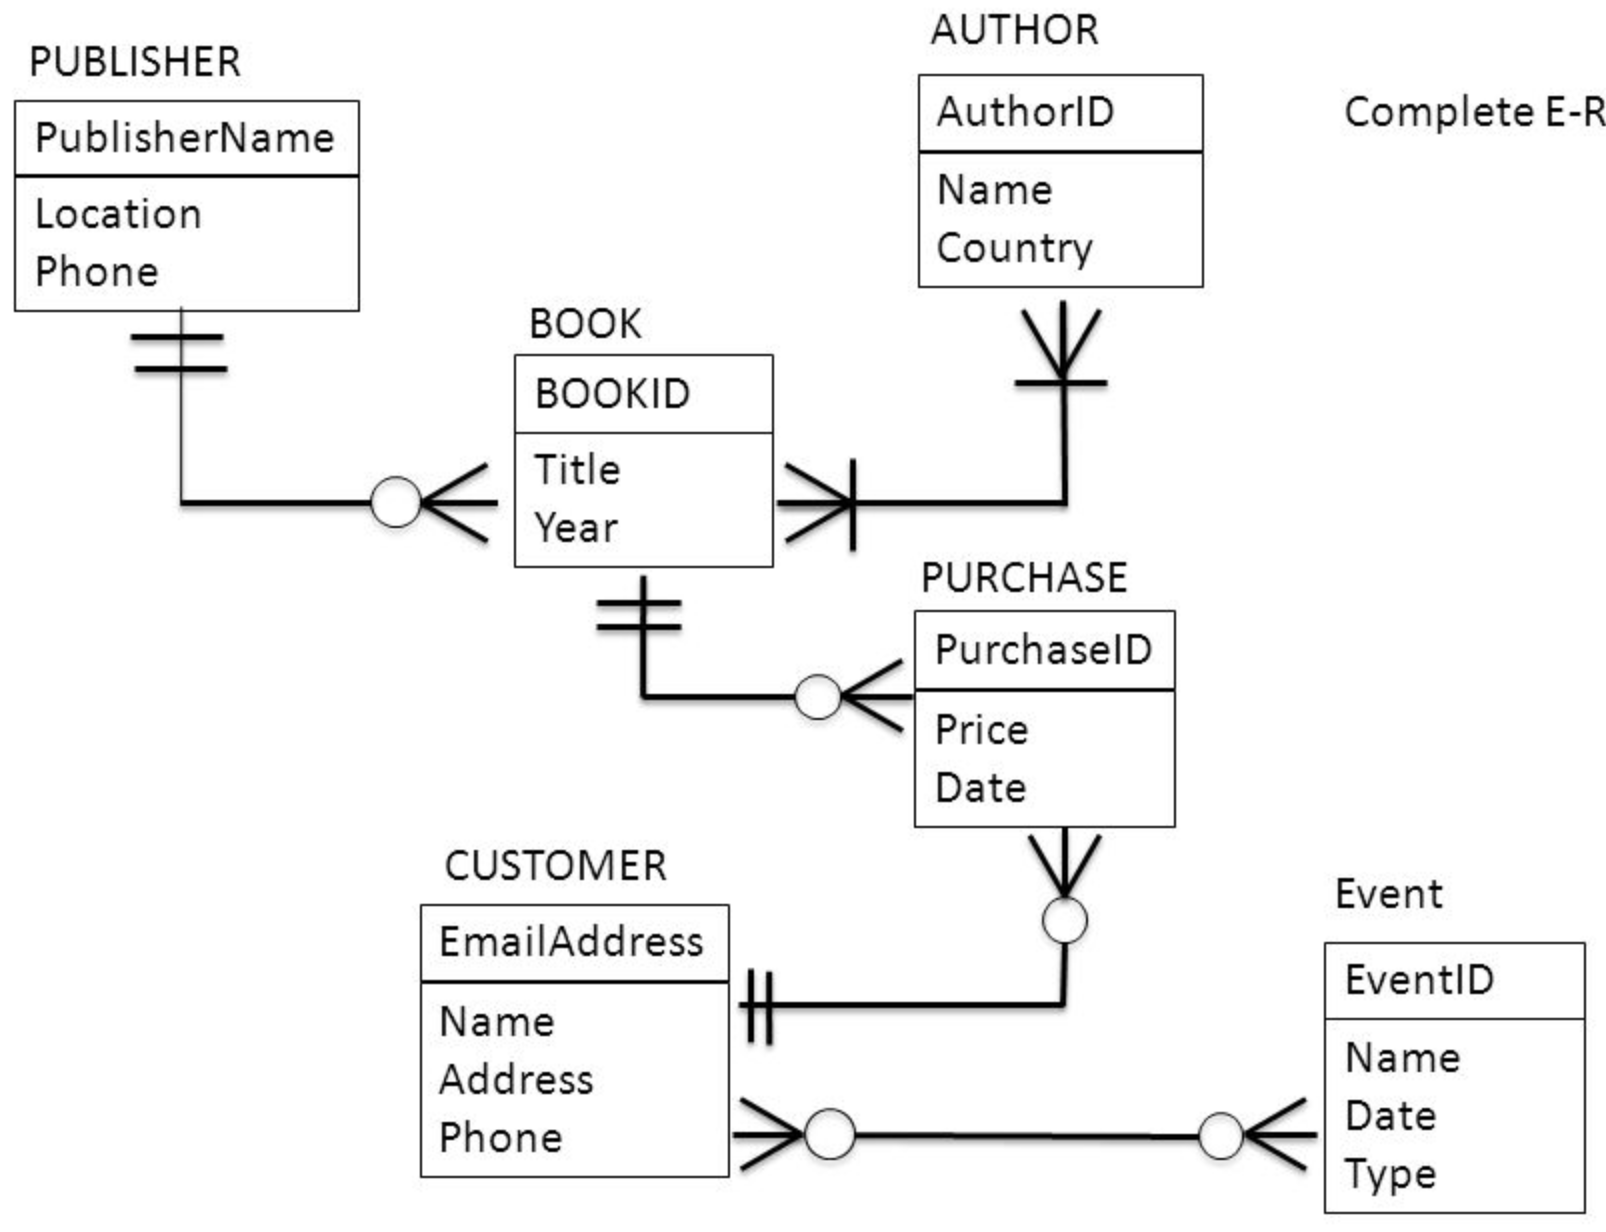 PUBLISHER
PublisherName
Location
Phone
AUTHOR
AuthorID
Name
Country
Complete E-R
BOOK
BOOKID
Title
Year
PURCHASE
PurchaseID
Price
Date
CUSTOMER
EmailAddress
Name
Address
Phone
Event
EventID
Name
Date
Type